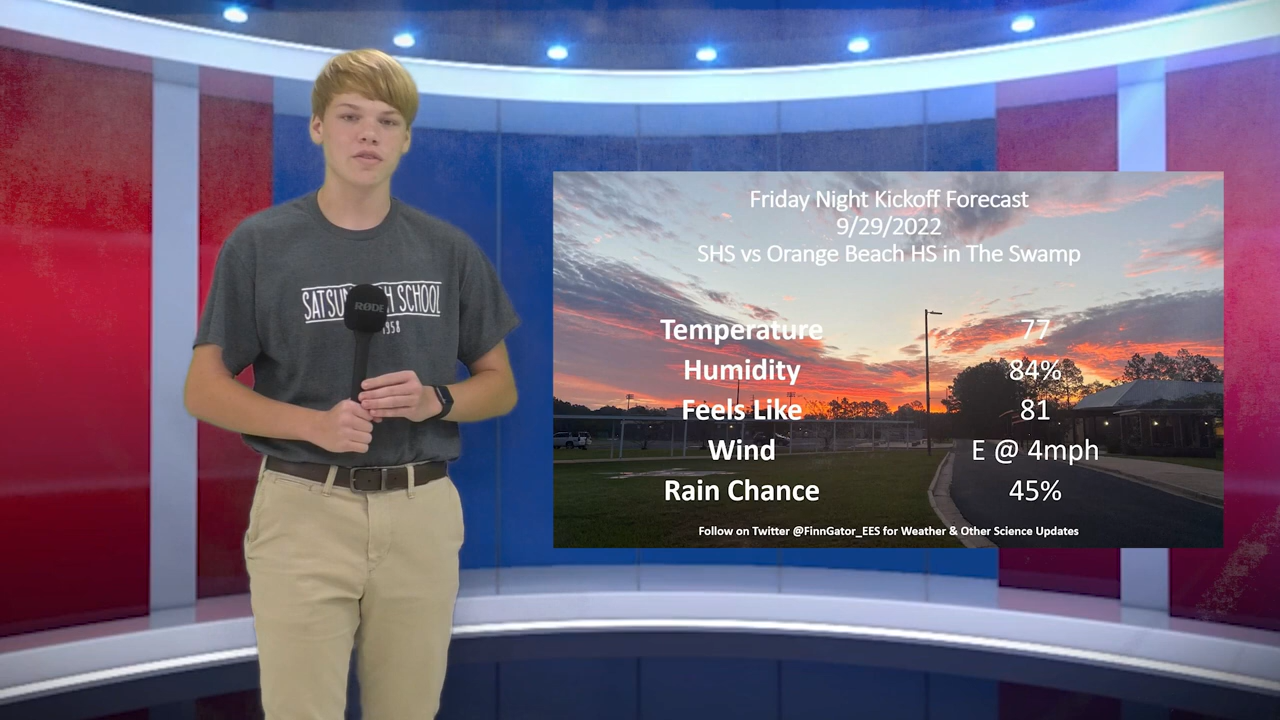 SATSUM H SCHOOL
1958
RØDE
Friday Night Kickoff Forecast
9/29/2022
SHS vs Orange Beach HS in The Swamp
Temperature 77
Humidity 84%
Feels Like 81
Wind E @ 4mph
Rain Chance 45%
Follow on Twitter @FinnGator_EES for Weather & Other Science Updates